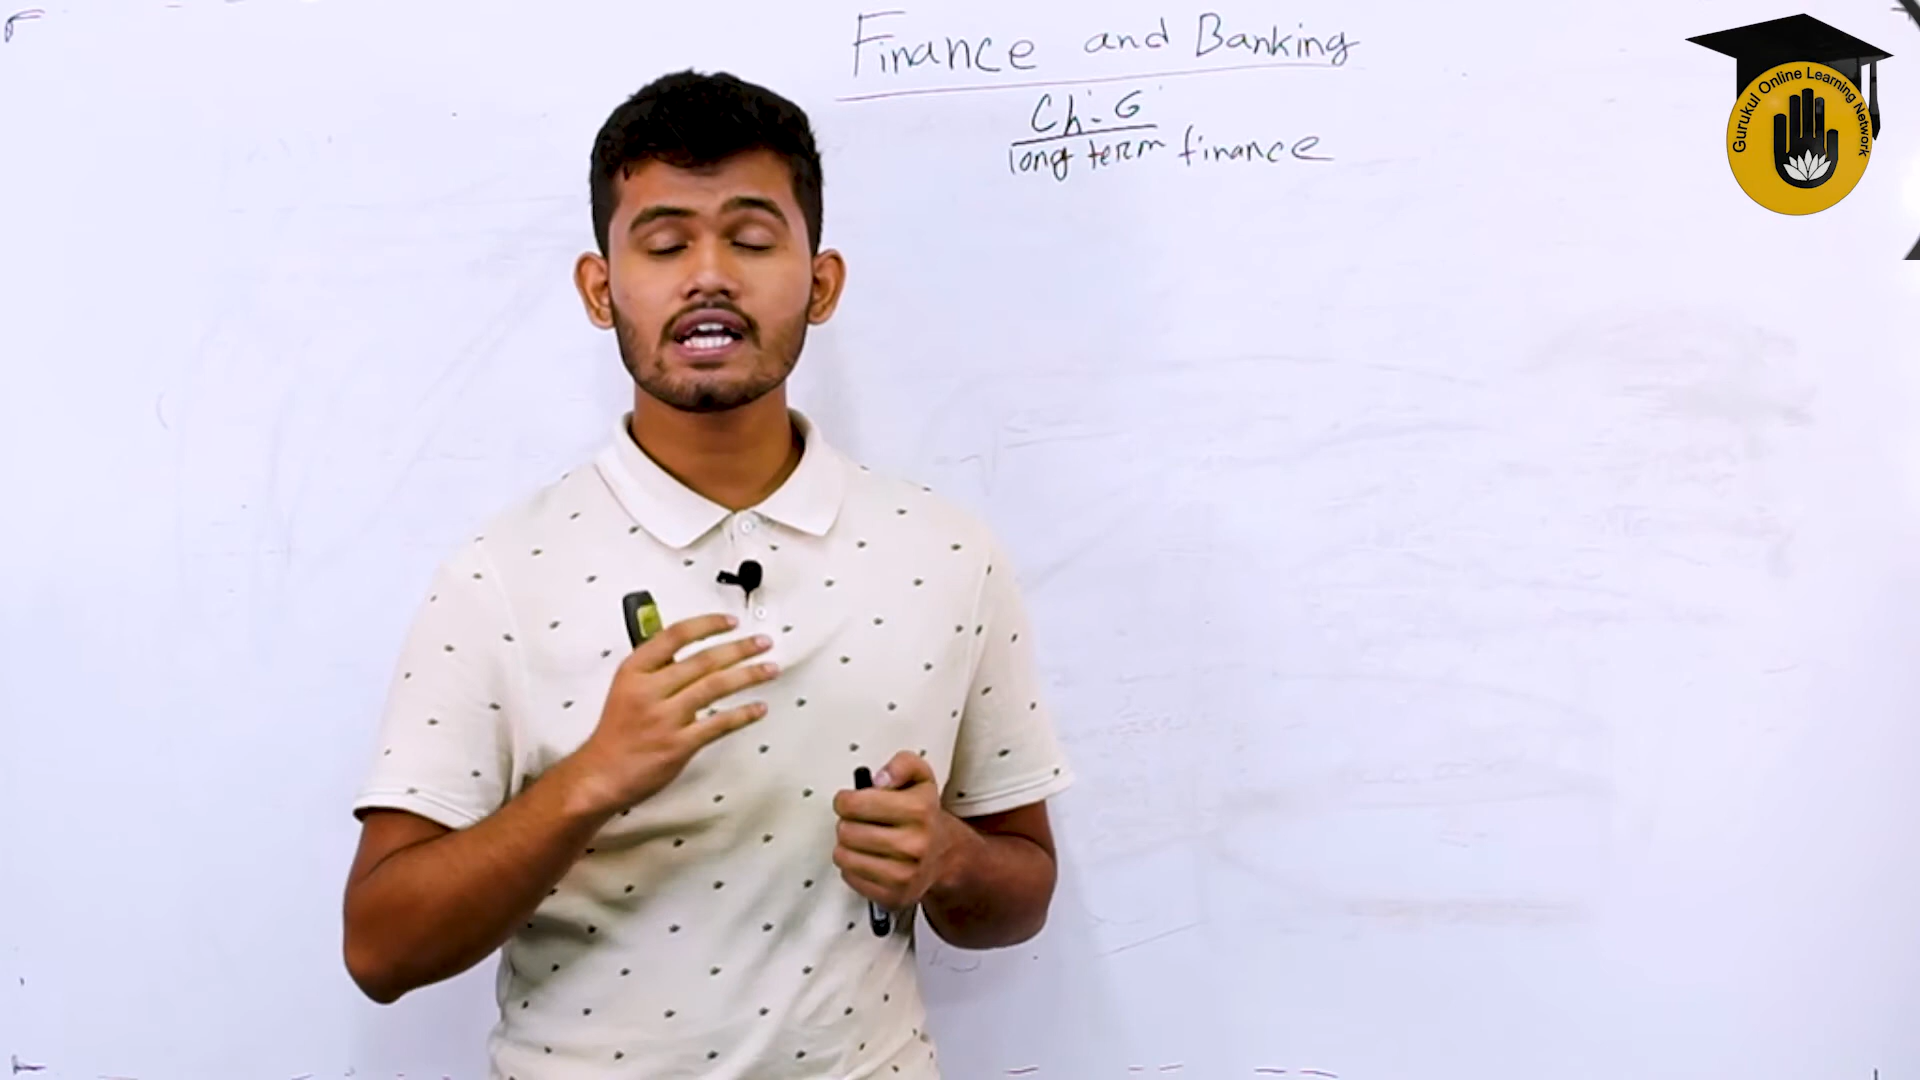 Finance and Banking
Ch:- 6
long term finance
Gurukul Online Learning Network